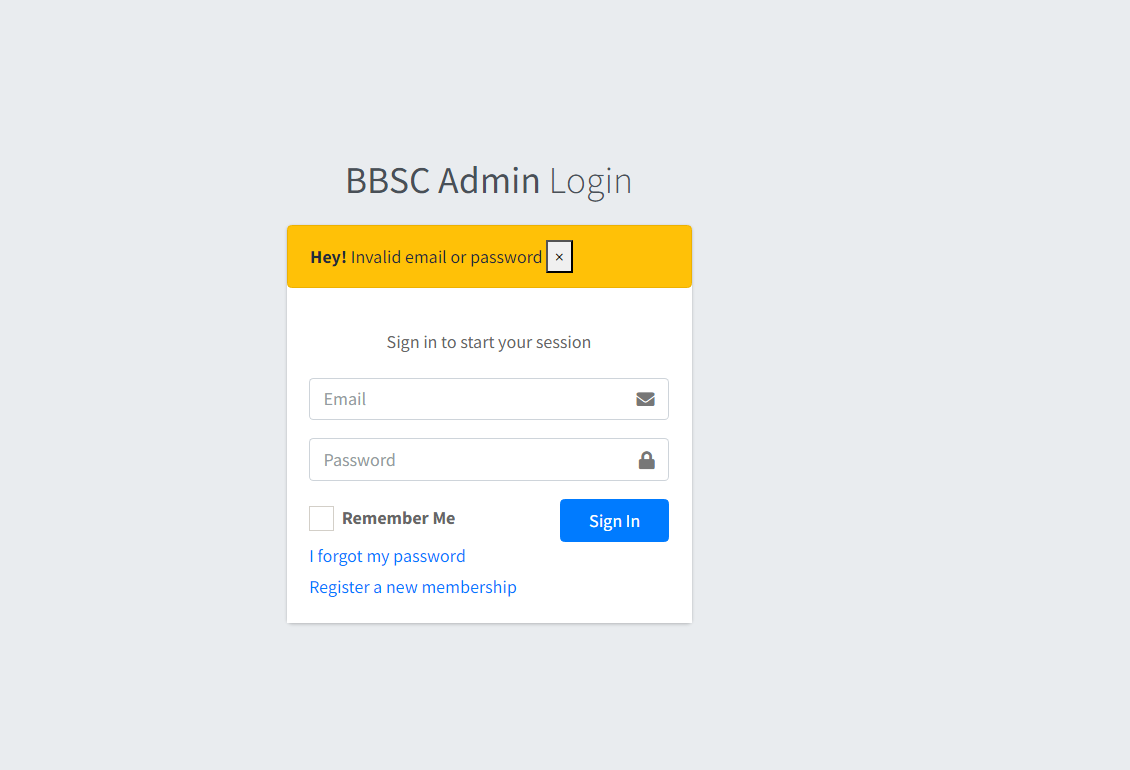 BBSC Admin Login
Hey! Invalid email or password ×
Sign in to start your session
Email
Password
Remember Me
Sign In
I forgot my password
Register a new membership